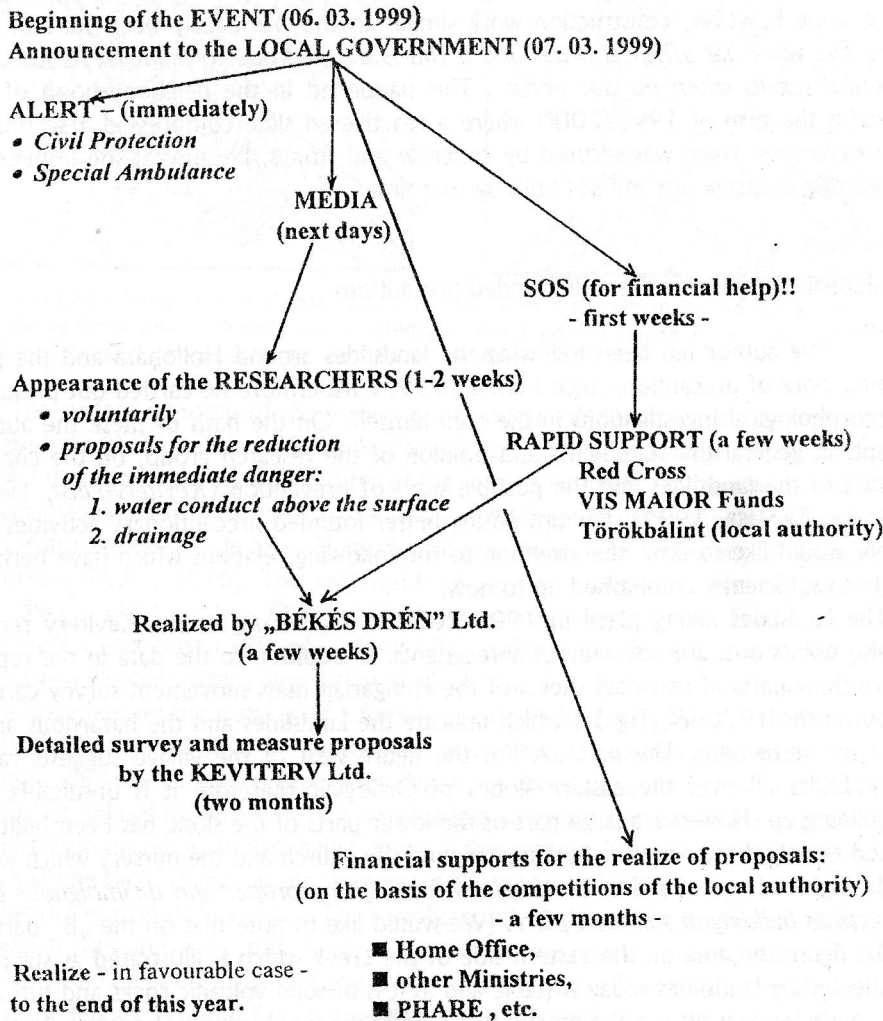 Beginning of the EVENT (06. 03. 1999)
Announcement to the LOCAL GOVERNMENT (07. 03. 1999)
ALERT – (immediately)
• Civil Protection
• Special Ambulance
MEDIA
(next days)
SOS (for financial help)!!
- first weeks -
Appearance of the RESEARCHERS (1-2 weeks)
• voluntarily
• proposals for the reduction
of the immediate danger:
1. water conduct above the surface
2. drainage
RAPID SUPPORT (a few weeks)
Red Cross
VIS MAIOR Funds
Törökbálint (local authority)
Realized by „BÉKÉS DRÉN” Ltd.
(a few weeks)
Detailed survey and measure proposals
by the KEVITERV Ltd.
(two months)
Financial supports for the realize of proposals:
(on the basis of the competitions of the local authority)
- a few months -
■ Home Office,
■ other Ministries,
■ PHARE , etc.
Realize - in favourable case -
to the end of this year.